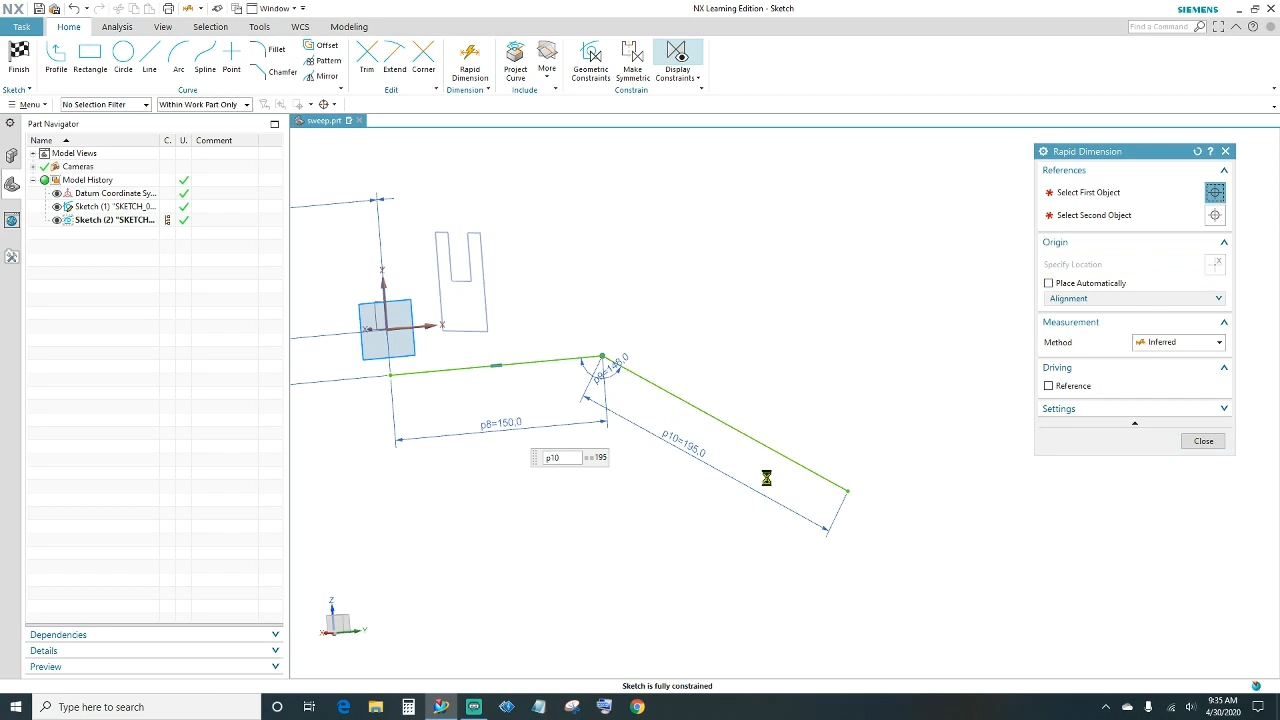 NX
Window
NX Learning Edition - Sketch
SIEMENS
Task
Home
Analysis
View
Selection
Tools
WCS
Modeling
Find a Command
Finish
Profile
Rectangle
Circle
Line
Arc
Spline
Point
Fillet
Chamfer
Offset
Pattern
Mirror
Trim
Extend
Corner
Rapid Dimension
Project Curve
More
Geometric Constraints
Make Symmetric
Display Constraints
Sketch
Curve
Edit
Dimension
Include
Constrain
Menu
No Selection Filter
Within Work Part Only
Part Navigator
sweep.prt
Name
C.
U.
Comment
Model Views
Cameras
Model History
Datum Coordinate Sy...
Sketch (1) "SKETCH_0...
Sketch (2) "SKETCH...
Rapid Dimension
References
Select First Object
Select Second Object
Origin
Specify Location
Place Automatically
Alignment
Measurement
Method
Inferred
Driving
Reference
Settings
Close
X
p8=150,0
p10=195,0
p10
195
Z
X
Y
Dependencies
Details
Preview
Sketch is fully constrained
Type here to search
9:35 AM
4/30/2020